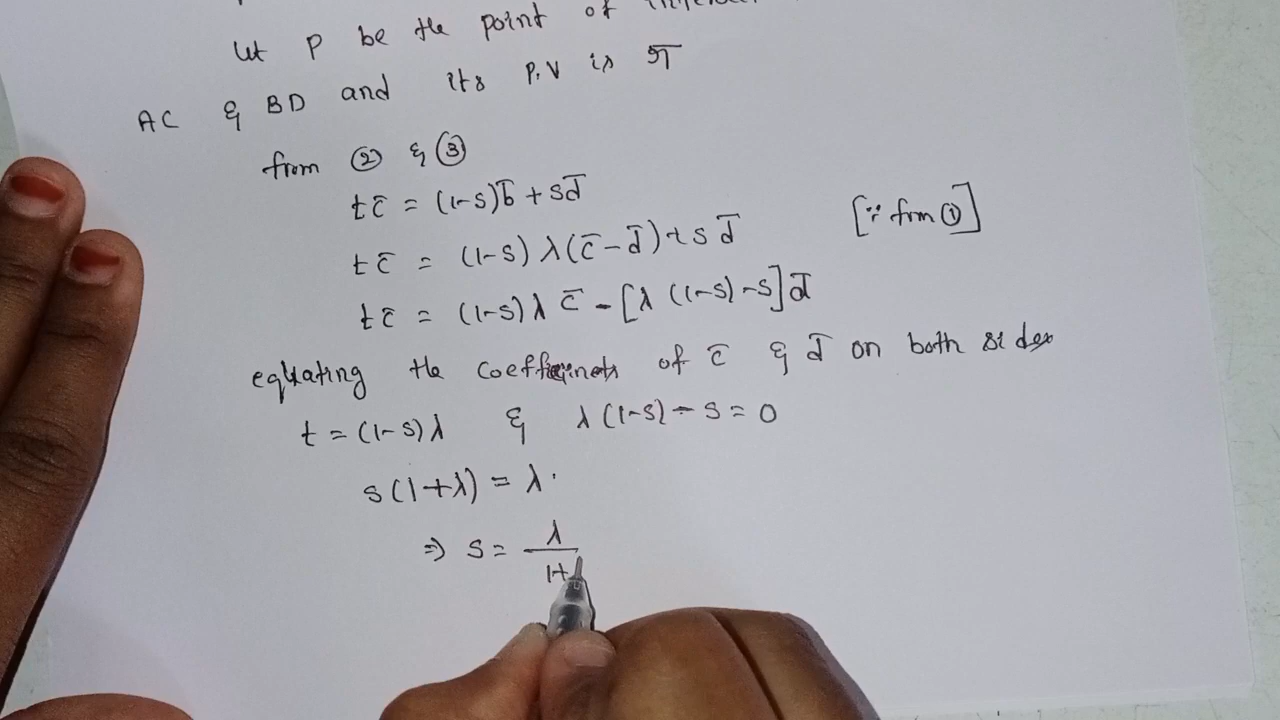 Let P be the point of
AC & BD and its P.V is r̄
from ② & ③
tc̄ = (1-s)b̄ + sd̄
tc̄ = (1-s) λ(c̄-d̄)+s d̄ [∵ frm ①]
tc̄ = (1-s)λ c̄ - [λ (1-s)-s]d̄
equating the coefficients of c̄ & d̄ on both sides
t = (1-s)λ & λ(1-s)-s=0
s(1+λ) = λ.
⇒ s = λ/1+